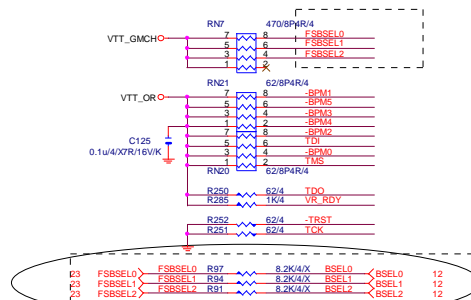 RN7 470/8P4R/4
VTT_GMCH 7 8 FSBSEL0
5 6 FSBSEL1
3 4 FSBSEL2
1 2
RN21 62/8P4R/4
VTT_OR 7 8 -BPM1
5 6 -BPM5
3 4 -BPM3
1 2 -BPM4
7 8 -BPM2
C125 5 6 TDI
0.1u/4/X7R/16V/K 3 4 -BPM0
1 2 TMS
RN20 62/8P4R/4
R250 62/4 TDO
R285 1K/4 VR_RDY
R252 62/4 -TRST
R251 62/4 TCK
23 FSBSEL0 FSBSEL0 R97 8.2K/4/X BSEL0 BSEL0 12
23 FSBSEL1 FSBSEL1 R94 8.2K/4/X BSEL1 BSEL1 12
23 FSBSEL2 FSBSEL2 R91 8.2K/4/X BSEL2 BSEL2 12